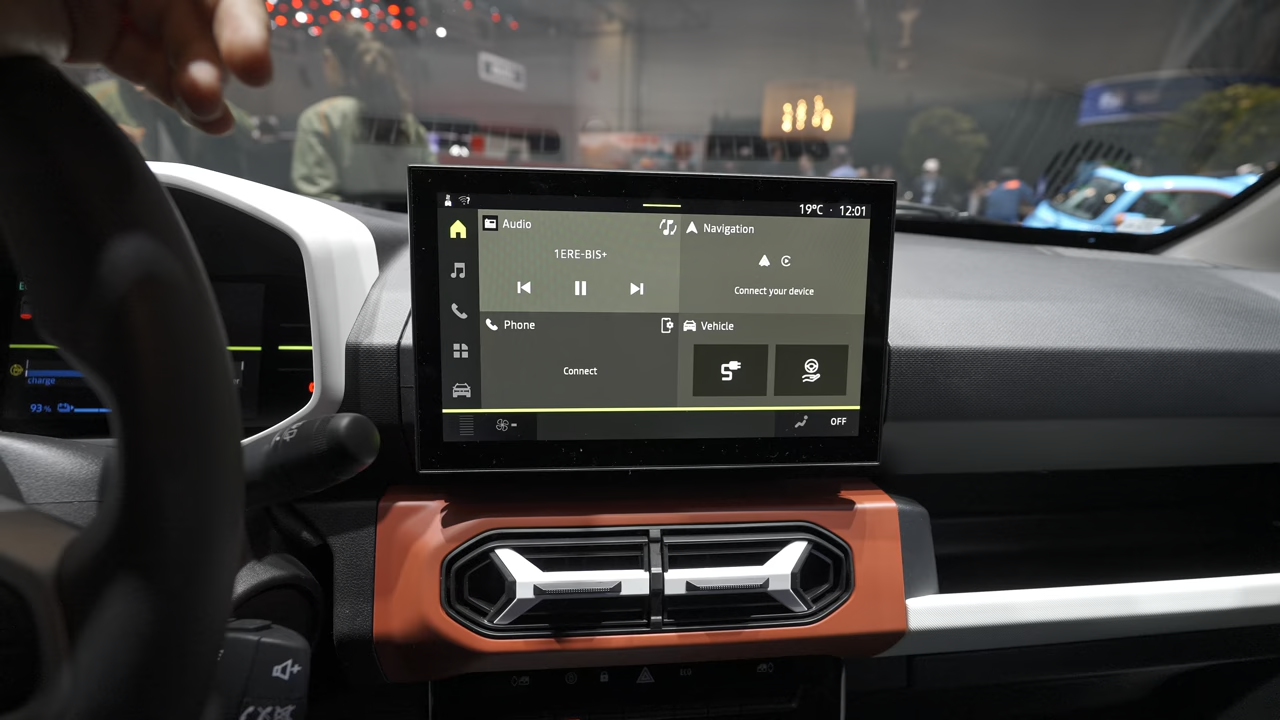 19°C · 12:01
Audio
Navigation
1ERE-BIS+
Connect your device
Phone
Vehicle
Connect
OFF
charge
93 %